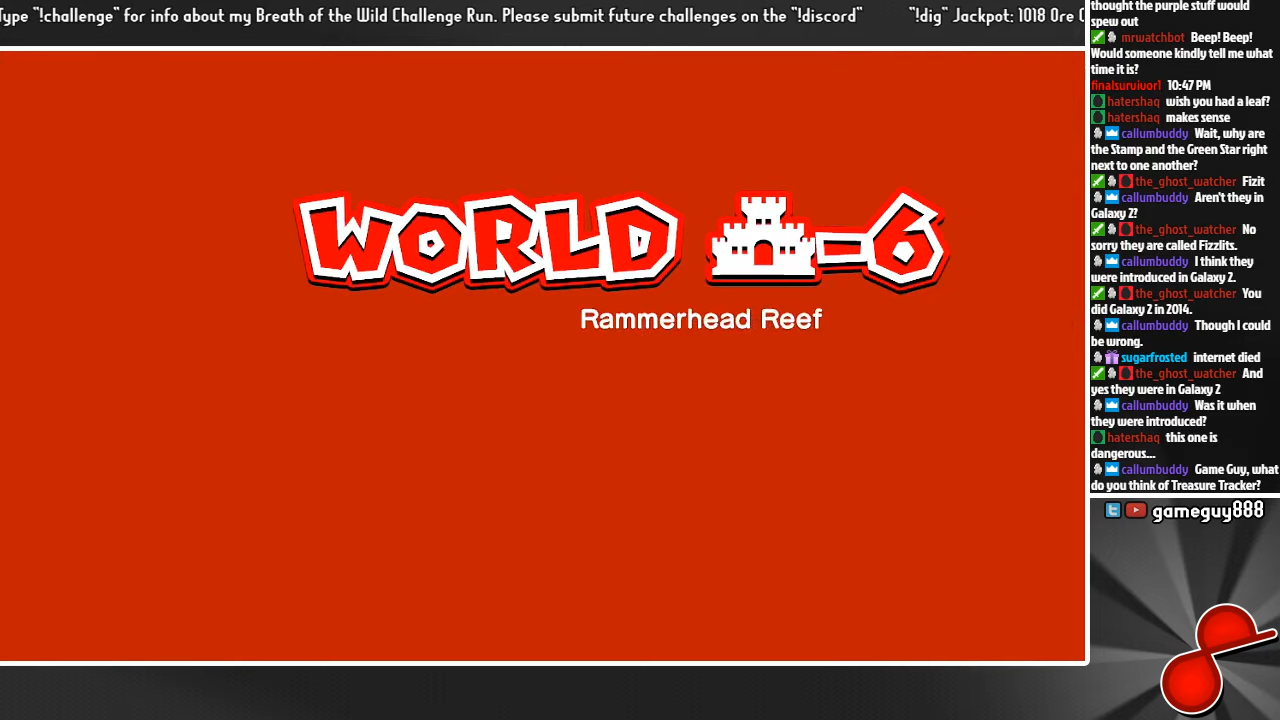 Type "!challenge" for info about my Breath of the Wild Challenge Run. Please submit future challenges on the "!discord" "!dig" Jackpot: 1018 Ore
WORLD -6
Rammerhead Reef
thought the purple stuff would
spew out
mrwatchbot Beep! Beep!
Would someone kindly tell me what
time it is?
finalsurvivor1 10:47 PM
hatershaq wish you had a leaf?
hatershaq makes sense
callumbuddy Wait, why are
the Stamp and the Green Star right
next to one another?
the_ghost_watcher Fizit
callumbuddy Aren't they in
Galaxy 2?
the_ghost_watcher No
sorry they are called Fizzlits.
callumbuddy I think they
were introduced in Galaxy 2.
the_ghost_watcher You
did Galaxy 2 in 2014.
callumbuddy Though I could
be wrong.
sugarfrosted internet died
the_ghost_watcher And
yes they were in Galaxy 2
callumbuddy Was it when
they were introduced?
hatershaq this one is
dangerous...
callumbuddy Game Guy, what
do you think of Treasure Tracker?
gameguy888